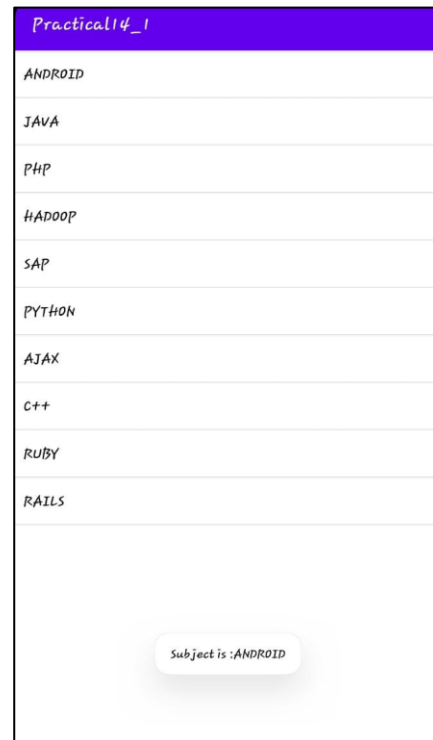 Practical14_1
ANDROID
JAVA
PHP
HADOOP
SAP
PYTHON
AJAX
C++
RUBY
RAILS
Subject is :ANDROID